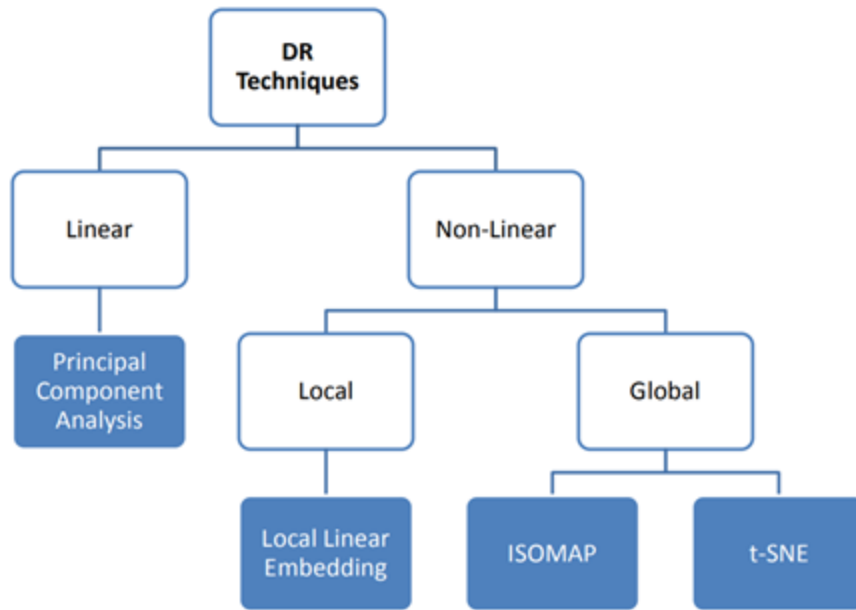 DR
Techniques
Linear
Non-Linear
Principal
Component
Analysis
Local
Global
Local Linear
Embedding
ISOMAP
t-SNE